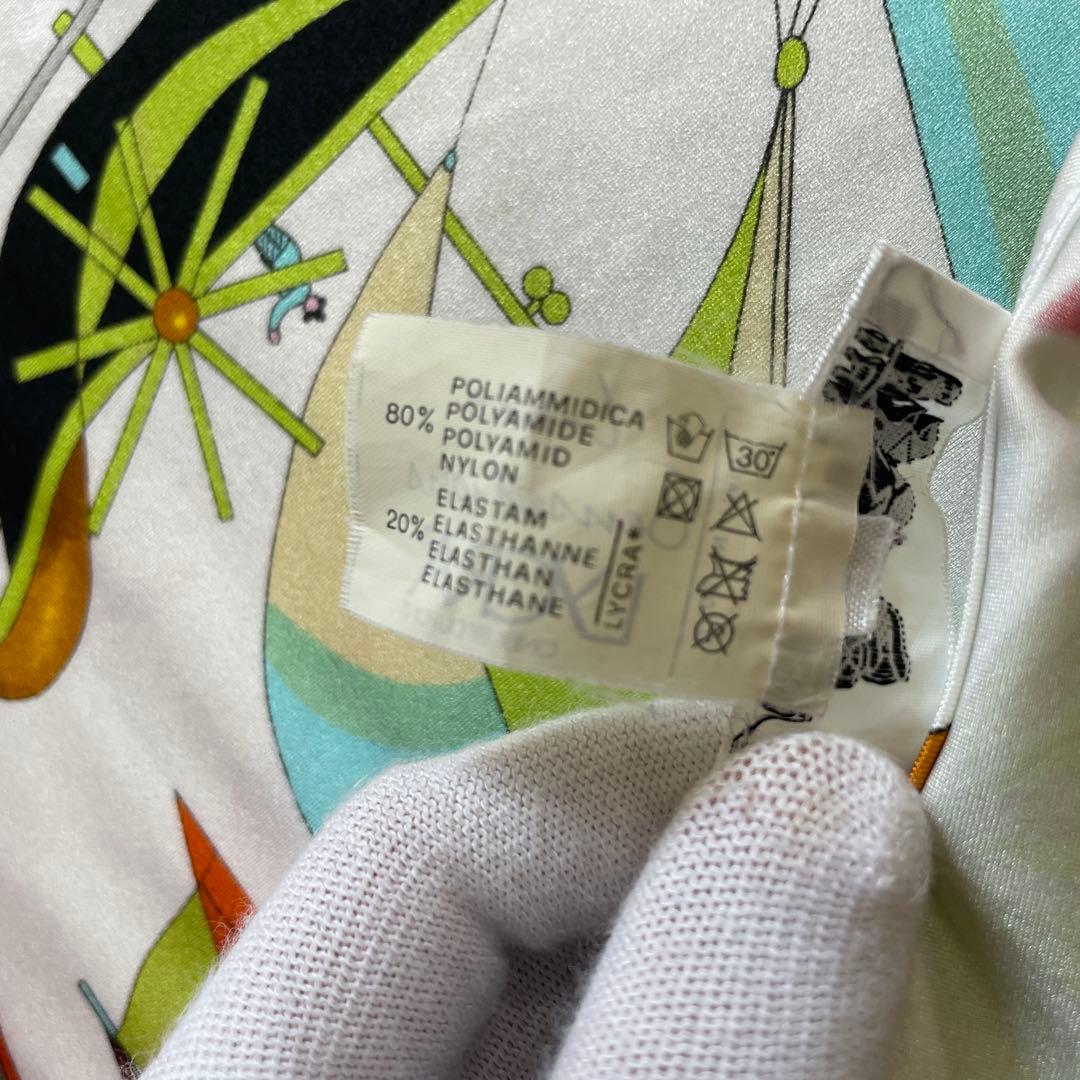 POLIAMMIDICA
80% POLYAMIDE
POLYAMID
NYLON
ELASTAM
20% ELASTHANNE
ELASTHAN
ELASTHANE
LYCRA*
30°